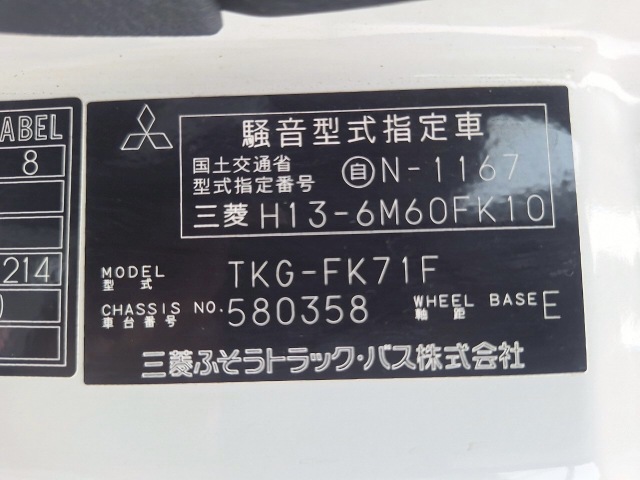 ABEL
8
214
騒音型式指定車
国土交通省
型式指定番号 自N-1167
三菱 H13-6M60FK10
MODEL
型式 TKG-FK71F
CHASSIS NO.
車台番号 580358
WHEEL BASE
軸距 E
三菱ふそうトラック・バス株式会社